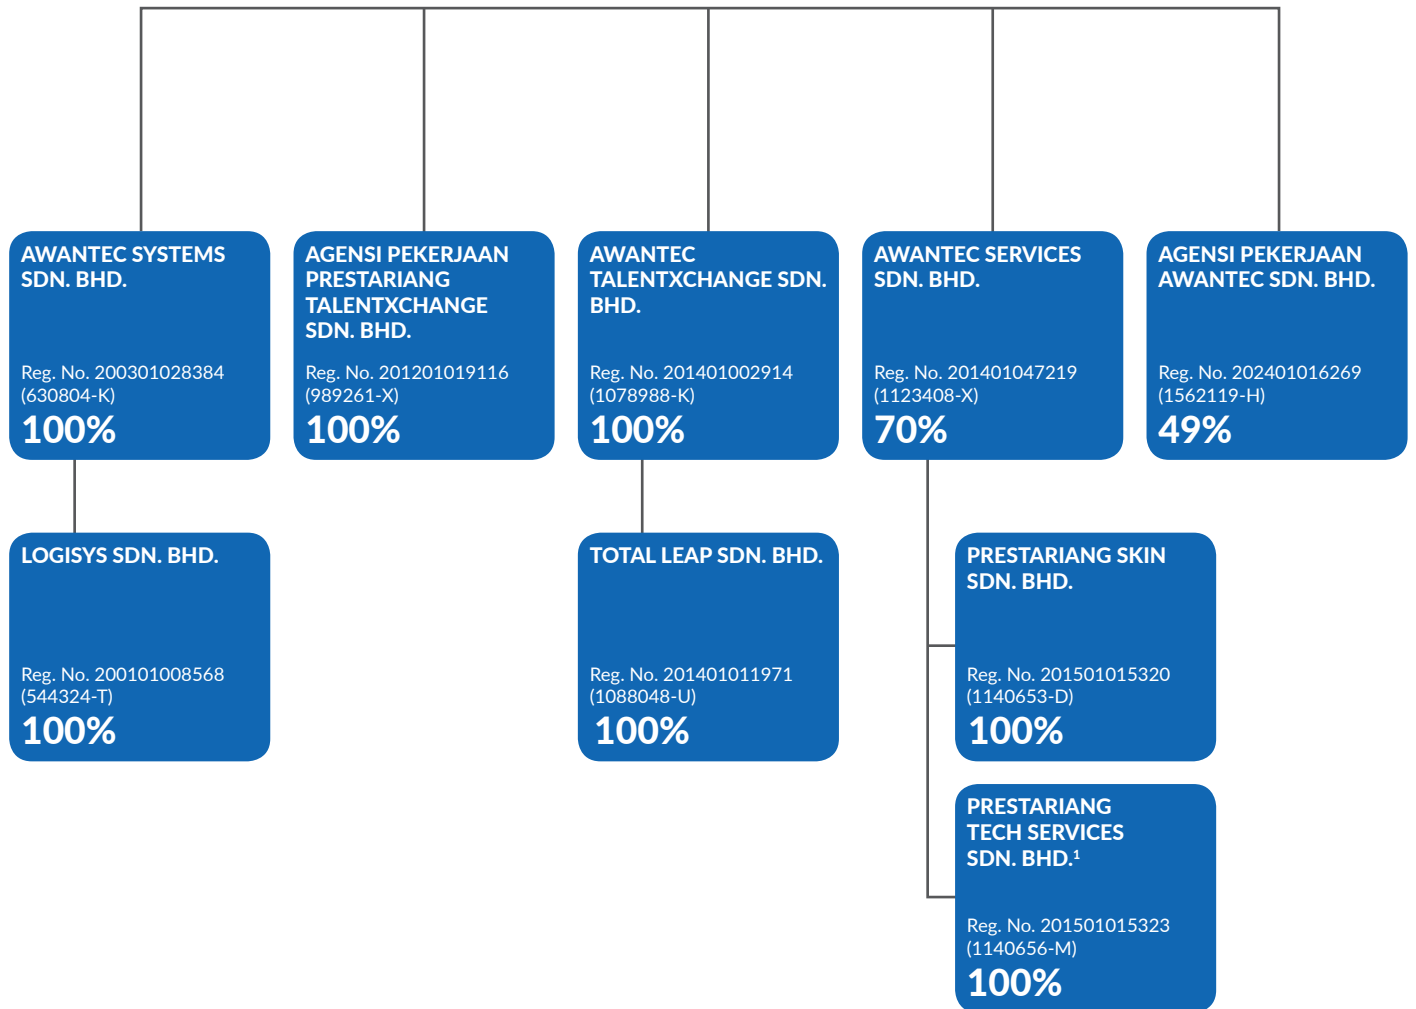 AWANTEC SYSTEMS
SDN. BHD.
Reg. No. 200301028384
(630804-K)
100%
AGENSI PEKERJAAN
PRESTARIANG
TALENTXCHANGE
SDN. BHD.
Reg. No. 201201019116
(989261-X)
100%
AWANTEC
TALENTXCHANGE SDN.
BHD.
Reg. No. 201401002914
(1078988-K)
100%
AWANTEC SERVICES
SDN. BHD.
Reg. No. 201401047219
(1123408-X)
70%
AGENSI PEKERJAAN
AWANTEC SDN. BHD.
Reg. No. 202401016269
(1562119-H)
49%
LOGISYS SDN. BHD.
Reg. No. 200101008568
(544324-T)
100%
TOTAL LEAP SDN. BHD.
Reg. No. 201401011971
(1088048-U)
100%
PRESTARIANG SKIN
SDN. BHD.
Reg. No. 201501015320
(1140653-D)
100%
PRESTARIANG
TECH SERVICES
SDN. BHD.¹
Reg. No. 201501015323
(1140656-M)
100%